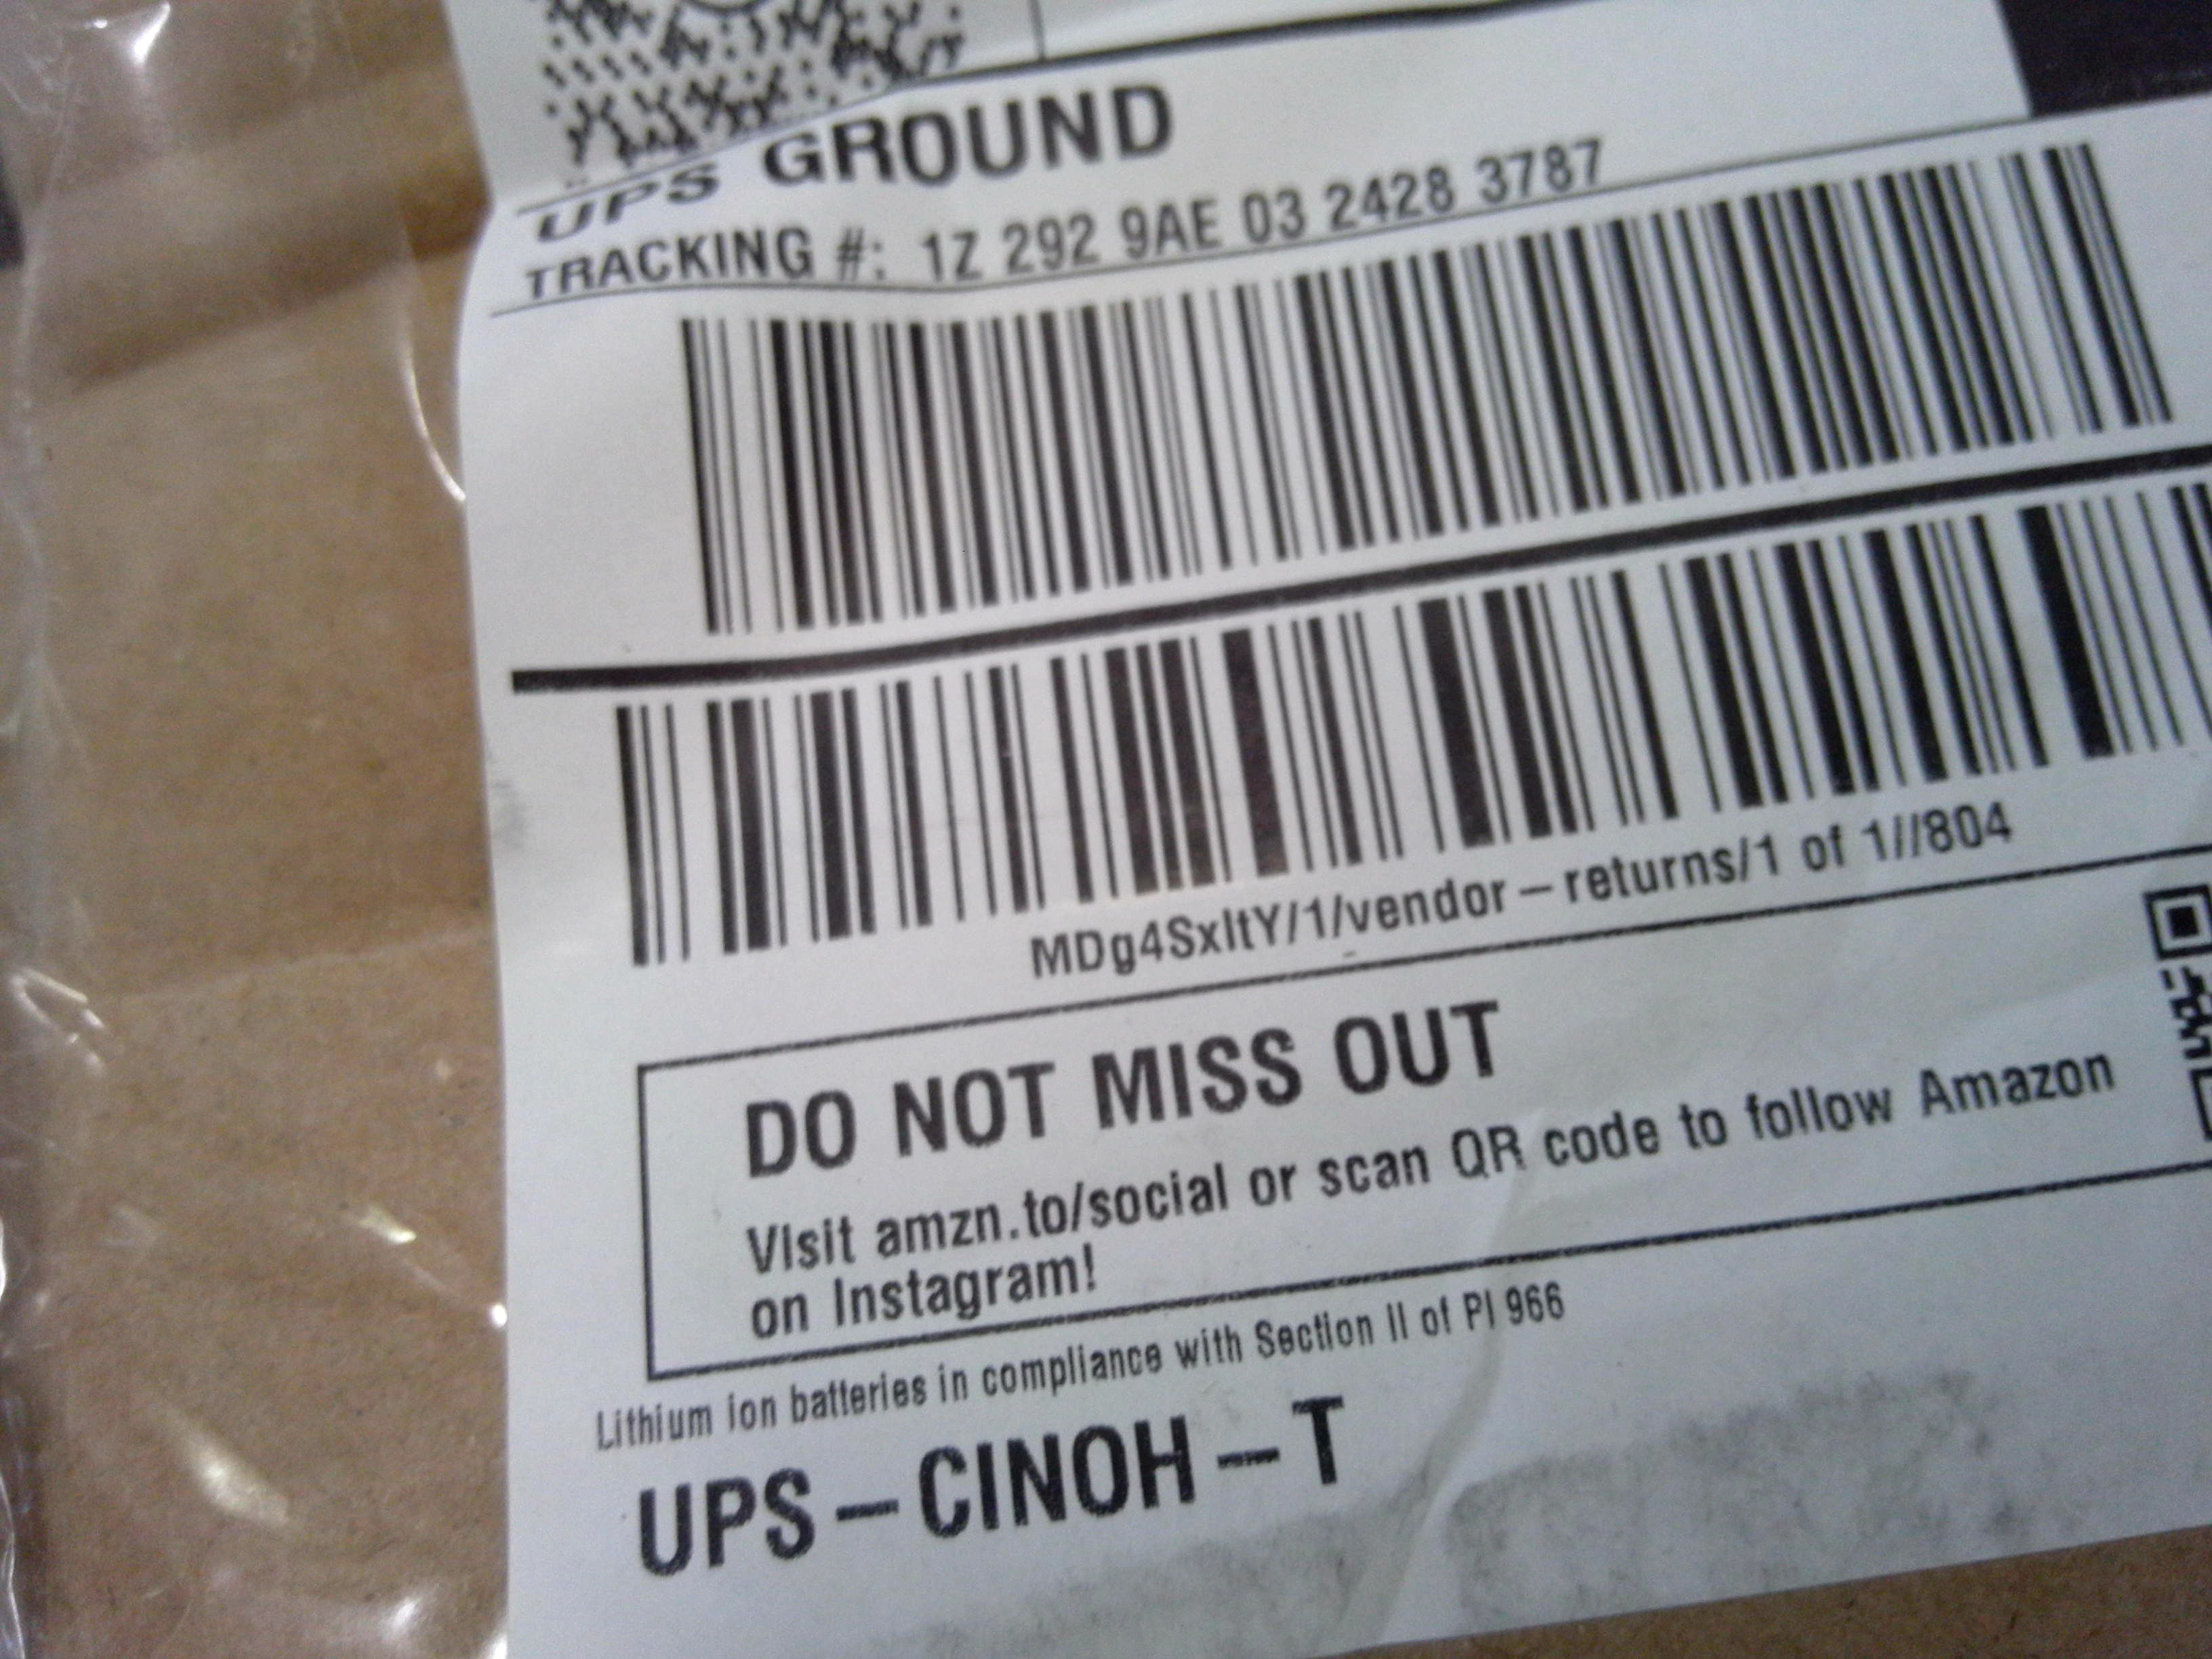 UPS GROUND
TRACKING #: 1Z 292 9AE 03 2428 3787
MDg4SxltY/1/vendor-returns/1 of 1//804
DO NOT MISS OUT
Visit amzn.to/social or scan QR code to follow Amazon
on Instagram!
Lithium ion batteries in compliance with Section II of PI 966
UPS-CINOH-T